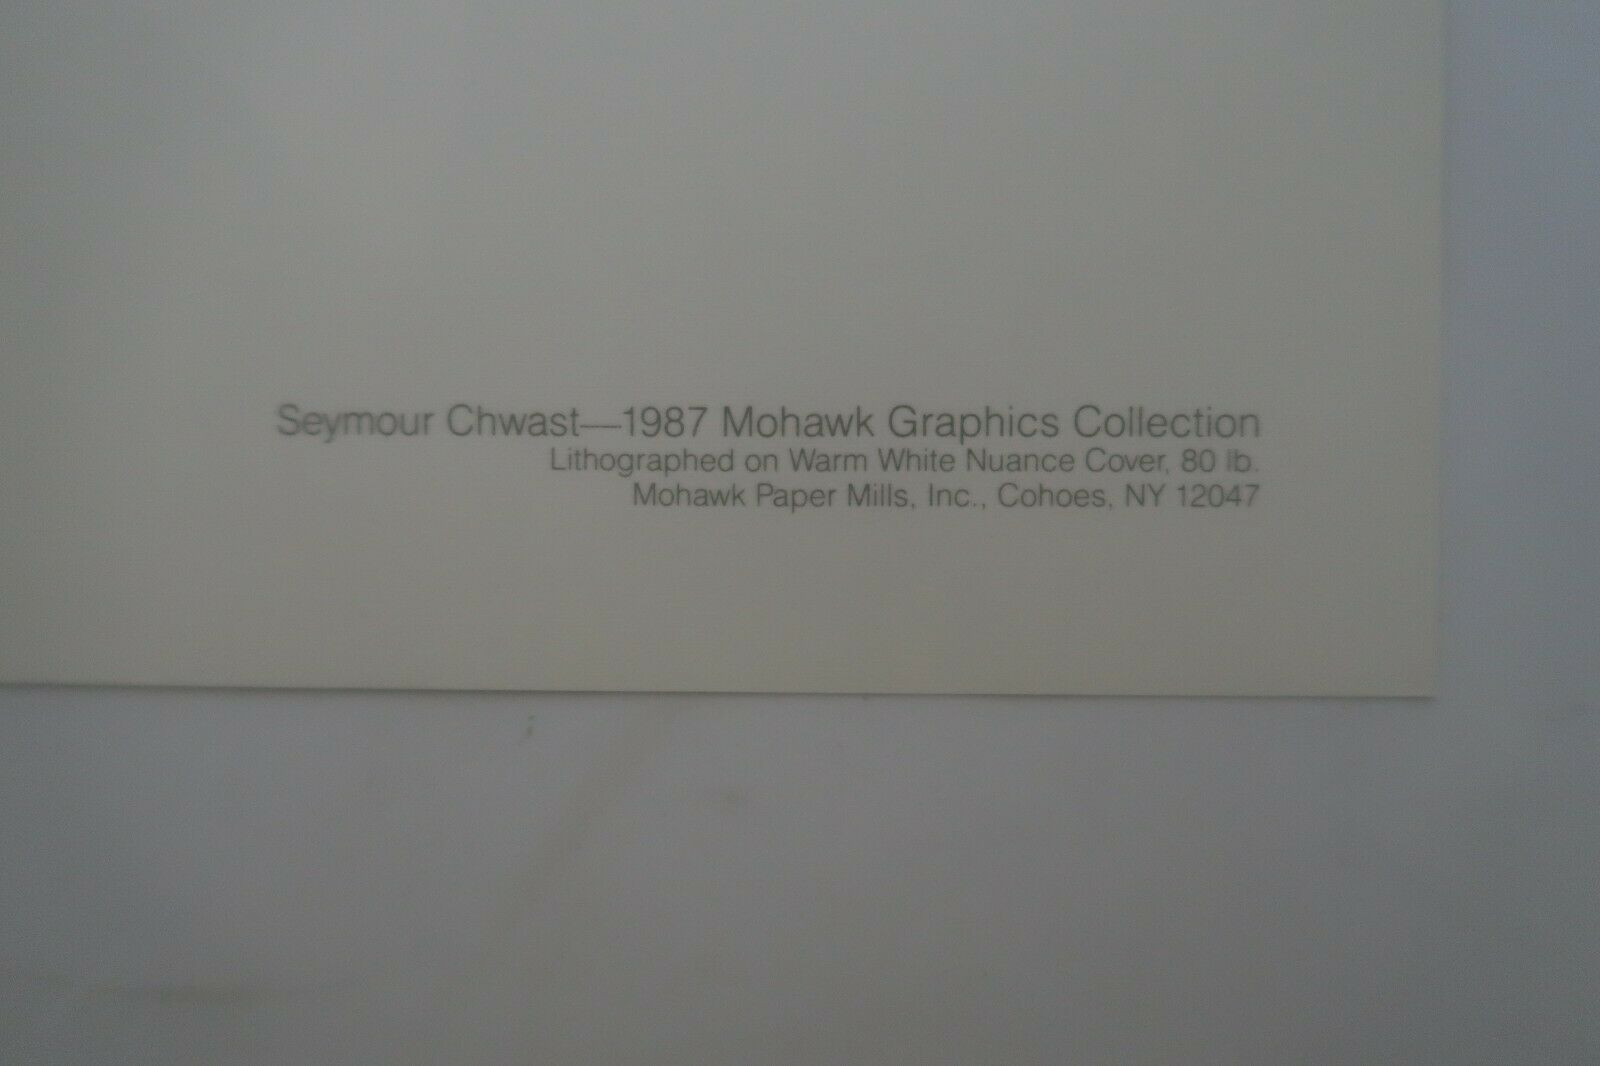 Seymour Chwast—1987 Mohawk Graphics Collection
Lithographed on Warm White Nuance Cover, 80 lb.
Mohawk Paper Mills, Inc., Cohoes, NY 12047